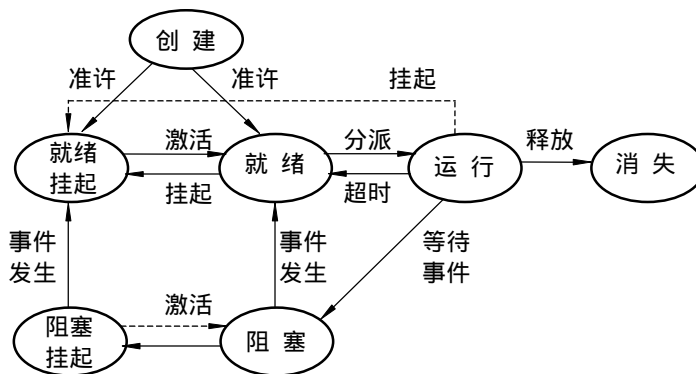 创 建
准许
准许
挂起
就绪
挂起
激活
挂起
就 绪
分派
超时
运 行
释放
消 失
事件
发生
事件
发生
等待
事件
阻塞
挂起
激活
阻 塞